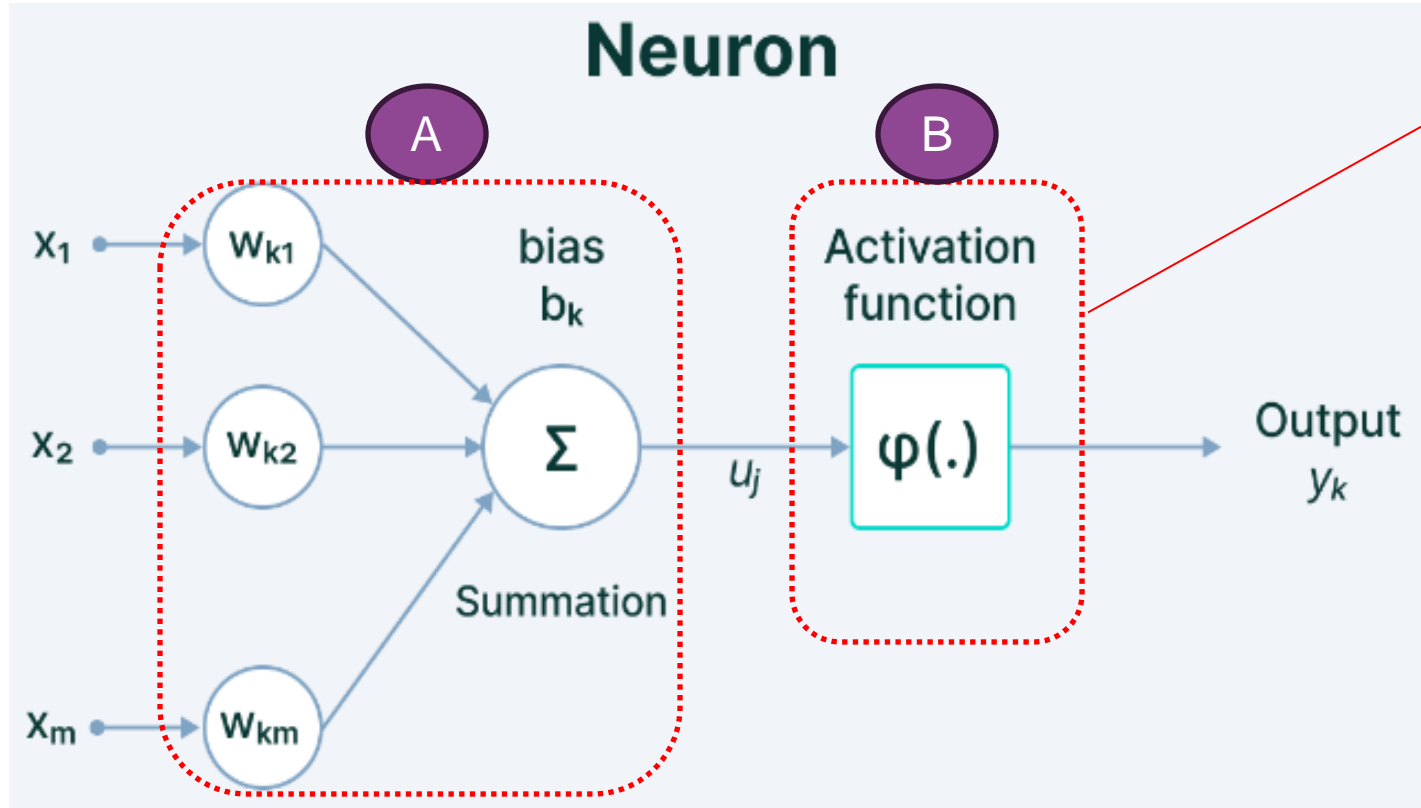 Neuron
A
B
x₁
wₖ₁
bias
bₖ
Activation
function
x₂
wₖ₂
Σ
uⱼ
φ(.)
Output
yₖ
Summation
xₘ
wₖₘ